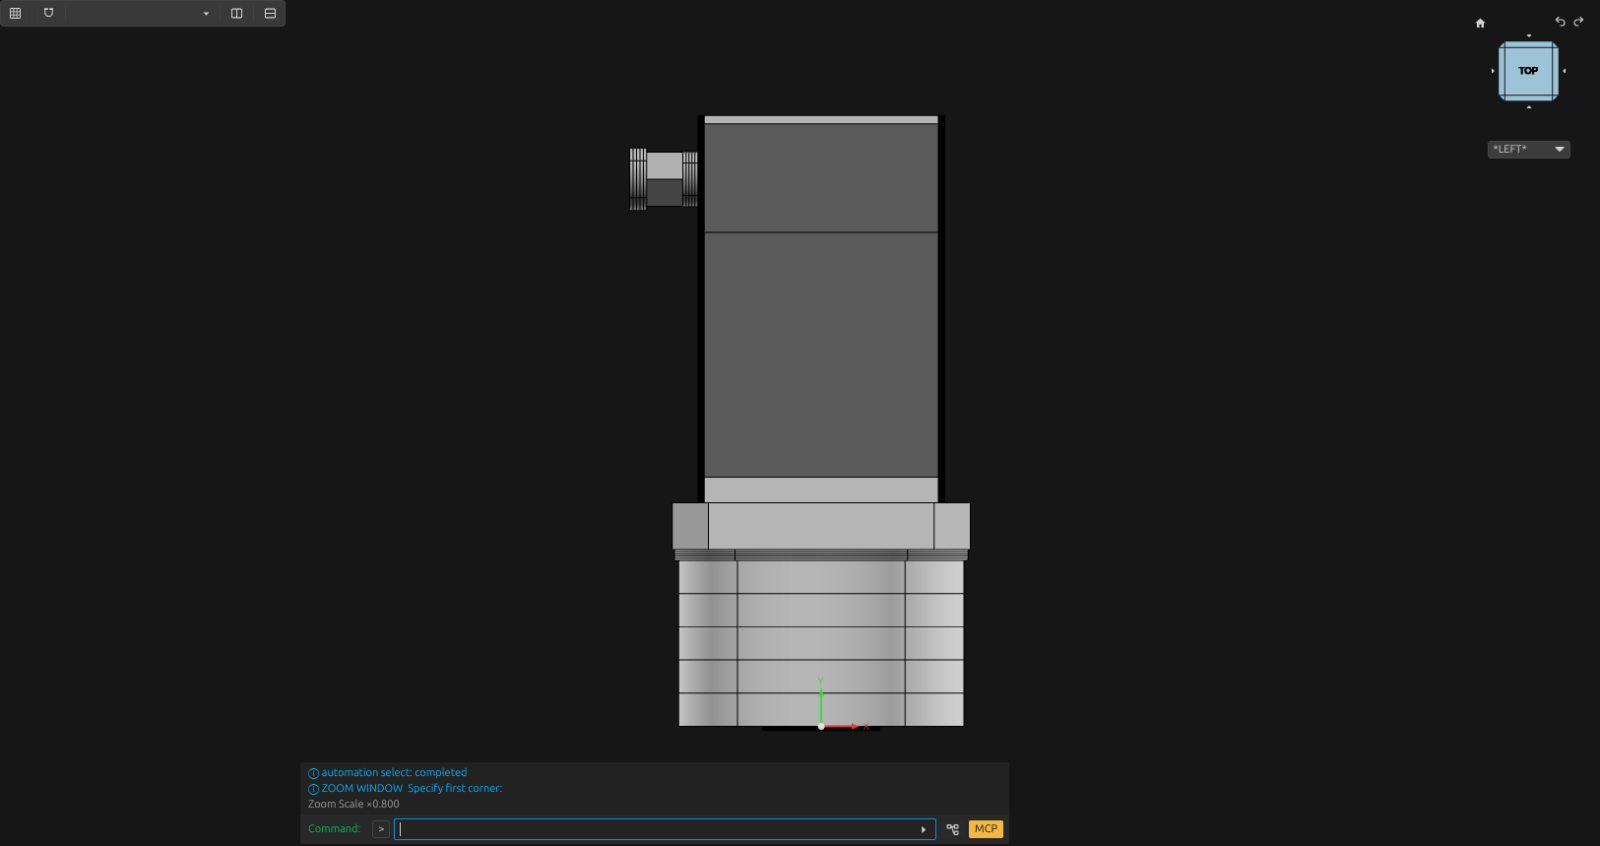 TOP
*LEFT*
Y
X
automation select: completed
ZOOM WINDOW Specify first corner:
Zoom Scale ×0.800
Command: >
MCP